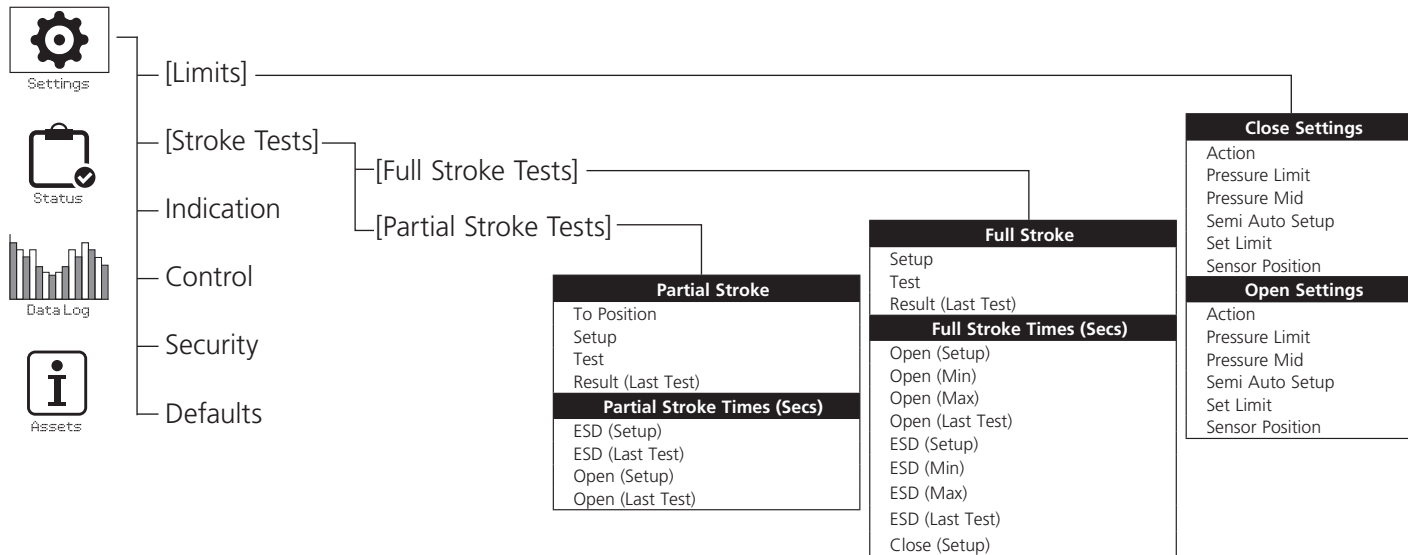 Settings
Status
Data Log
Assets
[Limits]
[Stroke Tests]
Indication
Control
Security
Defaults
[Full Stroke Tests]
[Partial Stroke Tests]
Partial Stroke
To Position
Setup
Test
Result (Last Test)
Partial Stroke Times (Secs)
ESD (Setup)
ESD (Last Test)
Open (Setup)
Open (Last Test)
Full Stroke
Setup
Test
Result (Last Test)
Full Stroke Times (Secs)
Open (Setup)
Open (Min)
Open (Max)
Open (Last Test)
ESD (Setup)
ESD (Min)
ESD (Max)
ESD (Last Test)
Close (Setup)
Close Settings
Action
Pressure Limit
Pressure Mid
Semi Auto Setup
Set Limit
Sensor Position
Open Settings
Action
Pressure Limit
Pressure Mid
Semi Auto Setup
Set Limit
Sensor Position